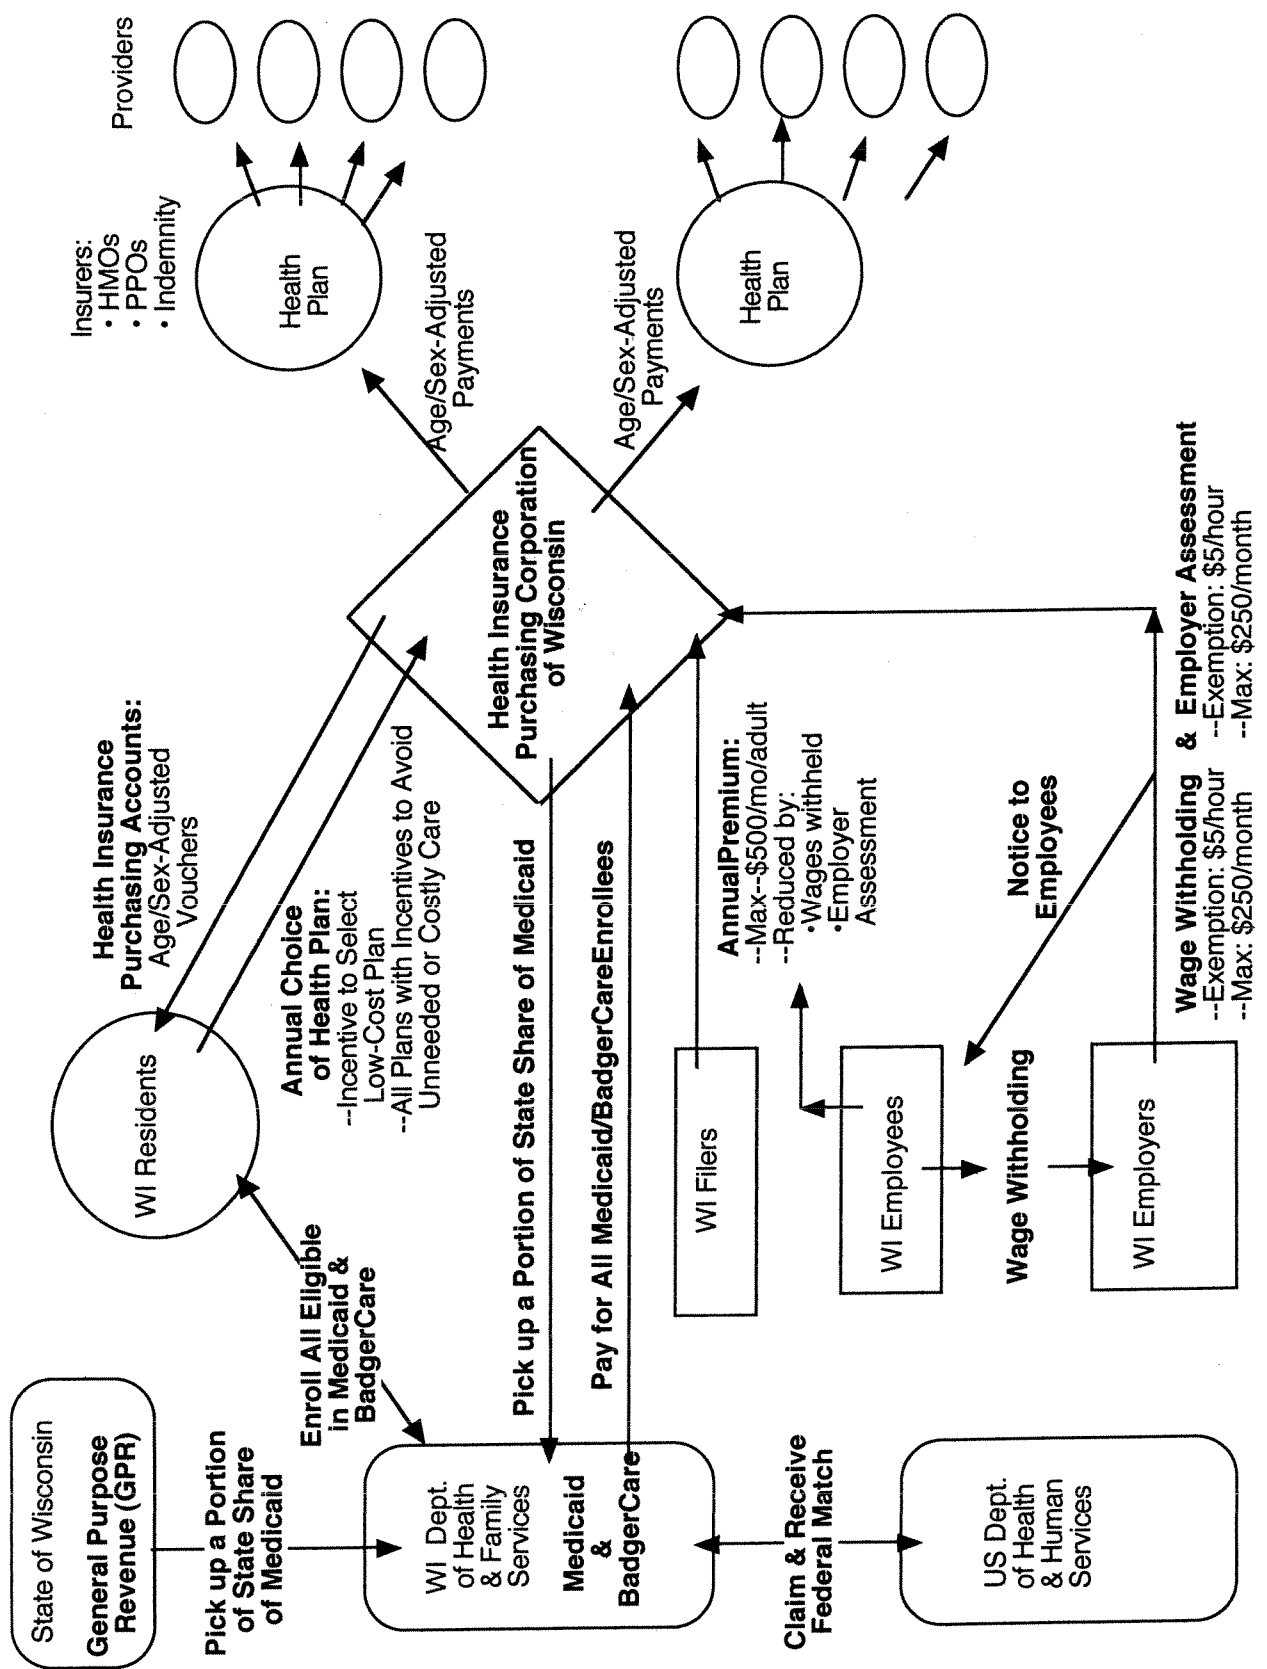 State of Wisconsin
General Purpose
Revenue (GPR)
Pick up a Portion
of State Share
of Medicaid
WI Dept.
of Health
& Family
Services
Medicaid
&
BadgerCare
Claim & Receive
Federal Match
US Dept.
of Health
& Human
Services
Enroll All Eligible
in Medicaid &
BadgerCare
WI Residents
Health Insurance
Purchasing Accounts:
Age/Sex-Adjusted
Vouchers
Annual Choice
of Health Plan:
--Incentive to Select
Low-Cost Plan
--All Plans with Incentives to Avoid
Unneeded or Costly Care
Pick up a Portion of State Share of Medicaid
Pay for All Medicaid/BadgerCareEnrolles
WI Filers
AnnualPremium:
--Max--$500/mo/adult
--Reduced by:
•Wages withheld
•Employer
Assessment
WI Employees
Wage Withholding
WI Employers
Notice to
Employees
Wage Withholding & Employer Assessment
--Exemption: $5/hour --Exemption: $5/hour
--Max: $250/month --Max: $250/month
Health Insurance
Purchasing Corporation
of Wisconsin
Age/Sex-Adjusted
Payments
Age/Sex-Adjusted
Payments
Insurers:
• HMOs
• PPOs
• Indemnity
Health
Plan
Health
Plan
Providers